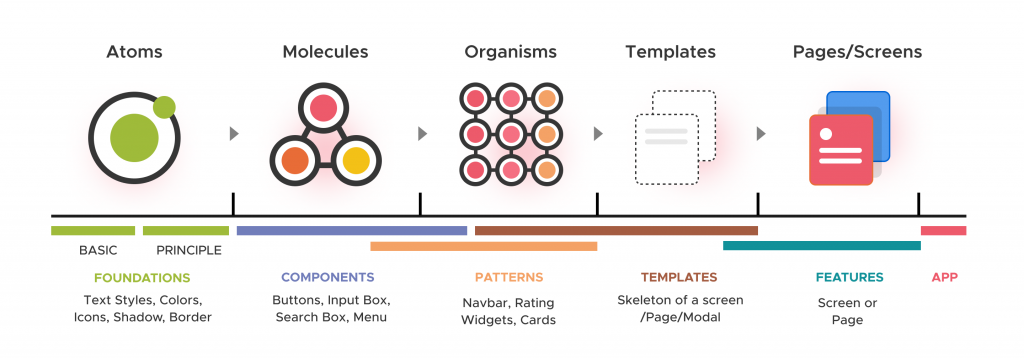 Atoms
Molecules
Organisms
Templates
Pages/Screens
BASIC
PRINCIPLE
FOUNDATIONS
Text Styles, Colors,
Icons, Shadow, Border
COMPONENTS
Buttons, Input Box,
Search Box, Menu
PATTERNS
Navbar, Rating
Widgets, Cards
TEMPLATES
Skeleton of a screen
/Page/Modal
FEATURES
Screen or
Page
APP